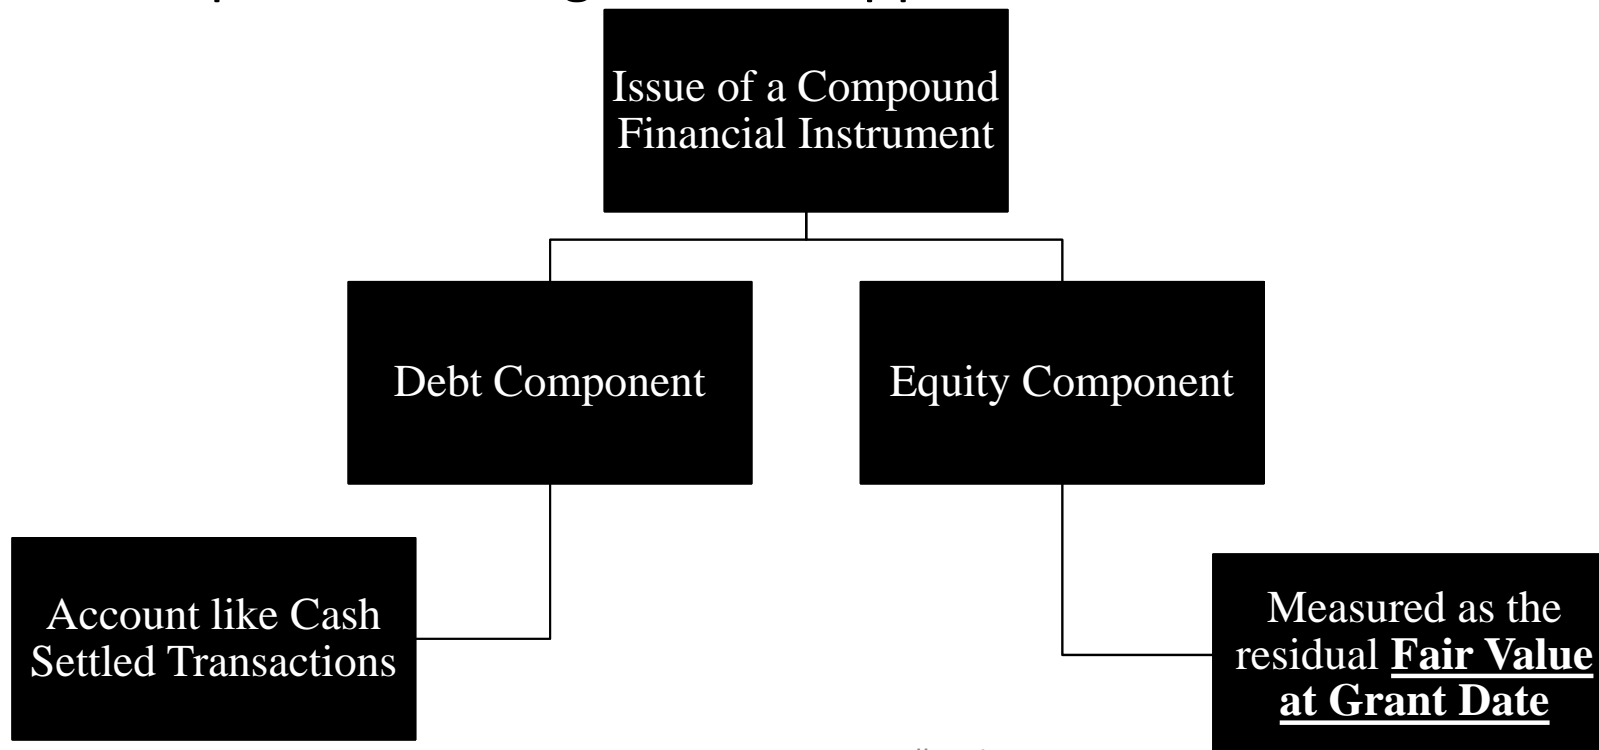 Issue of a Compound
Financial Instrument
Debt Component
Equity Component
Account like Cash
Settled Transactions
Measured as the
residual Fair Value
at Grant Date